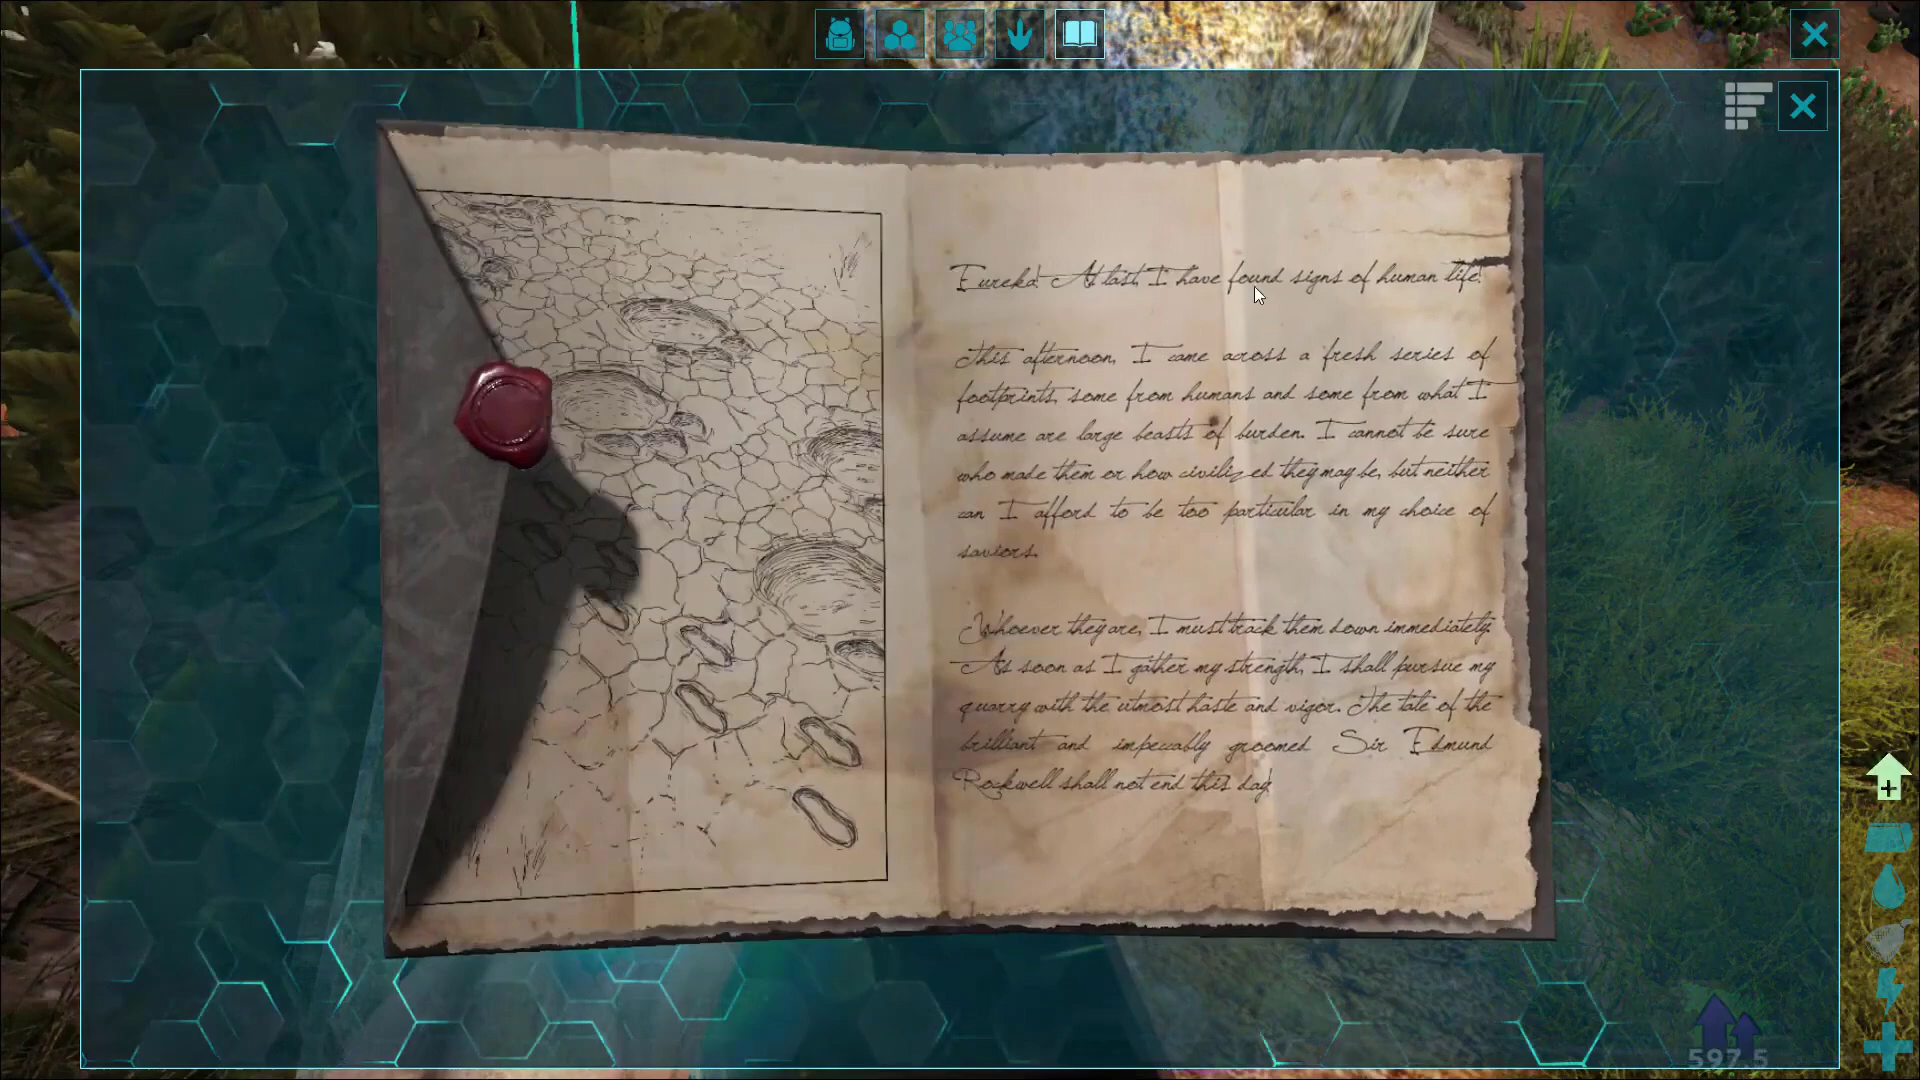 Eureka! At last, I have found signs of human life!
This afternoon, I came across a fresh series of
footprints, some from humans and some from what I
assume are large beasts of burden. I cannot be sure
who made them or how civilized they may be, but neither
can I afford to be too particular in my choice of
saviors.
Whoever they are, I must track them down immediately.
As soon as I gather my strength, I shall pursue my
quarry with the utmost haste and vigor. The tale of the
brilliant and impeccably groomed Sir Edmund
Rockwell shall not end this day!
597.5